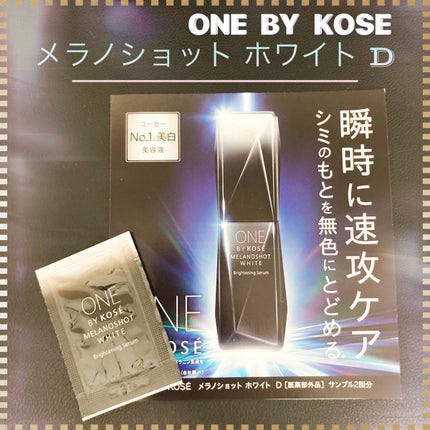 ONE BY KOSE
メラノショット ホワイト D
コーセー
No.1美白
美容液
瞬時に速攻ケア
シミのもとを無色にとどめる。
ONE
BY KOSÉ
MELANOSHOT
WHITE
Brightening Serum
ONE
BY KOSÉ
MELANOSHOT
WHITE
Brightening Serum
NE
KOSÉ
KOSÉ メラノショット ホワイト D [医薬部外品] サンプル2回分